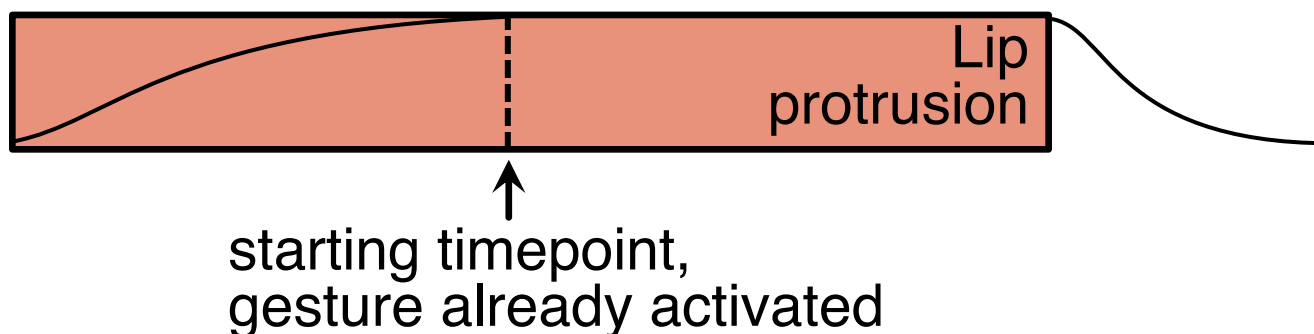 Lip
protrusion
starting timepoint,
gesture already activated